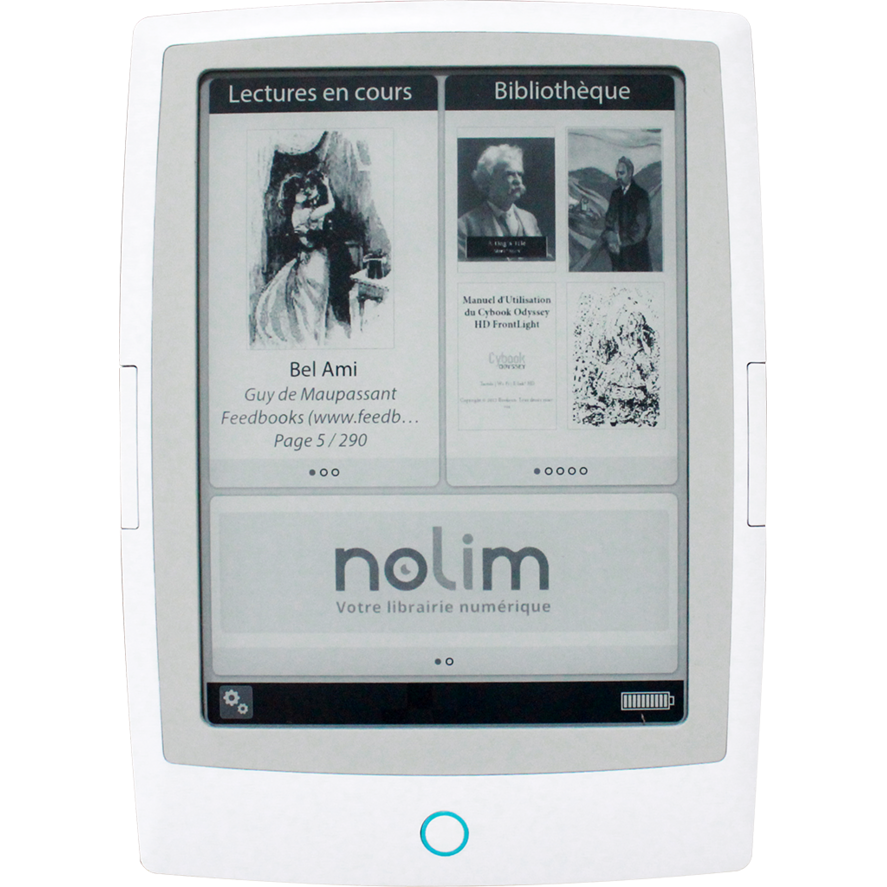 Lectures en cours
Bel Ami
Guy de Maupassant
Feedbooks (www.feedb...
Page 5 / 290
Bibliothèque
Manuel d'Utilisation
du Cybook Odyssey
HD FrontLight
Cybook
ODYSSEY
nolim
Votre librairie numérique